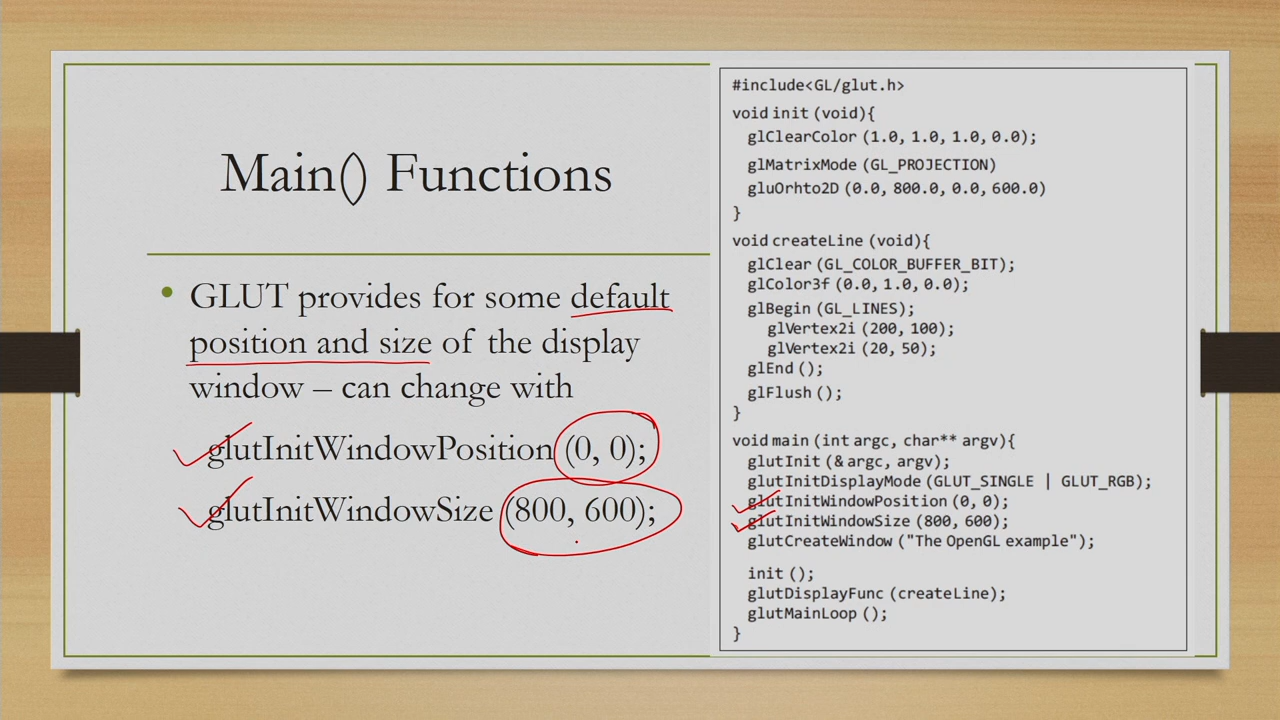 Main() Functions
• GLUT provides for some default
position and size of the display
window – can change with
glutInitWindowPosition (0, 0);
glutInitWindowSize (800, 600);
#include<GL/glut.h>
void init (void){
glClearColor (1.0, 1.0, 1.0, 0.0);
glMatrixMode (GL_PROJECTION)
gluOrhto2D (0.0, 800.0, 0.0, 600.0)
}
void createLine (void){
glClear (GL_COLOR_BUFFER_BIT);
glColor3f (0.0, 1.0, 0.0);
glBegin (GL_LINES);
glVertex2i (200, 100);
glVertex2i (20, 50);
glEnd ();
glFlush ();
}
void main (int argc, char** argv){
glutInit (& argc, argv);
glutInitDisplayMode (GLUT_SINGLE | GLUT_RGB);
glutInitWindowPosition (0, 0);
glutInitWindowSize (800, 600);
glutCreateWindow ("The OpenGL example");
init ();
glutDisplayFunc (createLine);
glutMainLoop ();
}